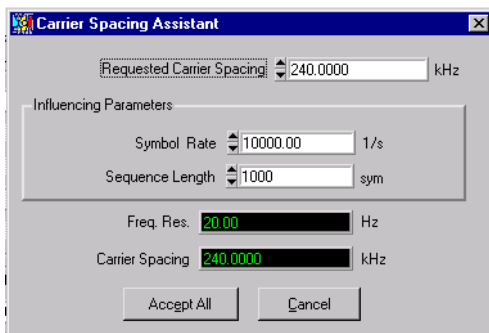 Carrier Spacing Assistant
Requested Carrier Spacing 240.0000 kHz
Influencing Parameters
Symbol Rate 10000.00 1/s
Sequence Length 1000 sym
Freq. Res. 20.00 Hz
Carrier Spacing 240.0000 kHz
Accept All Cancel